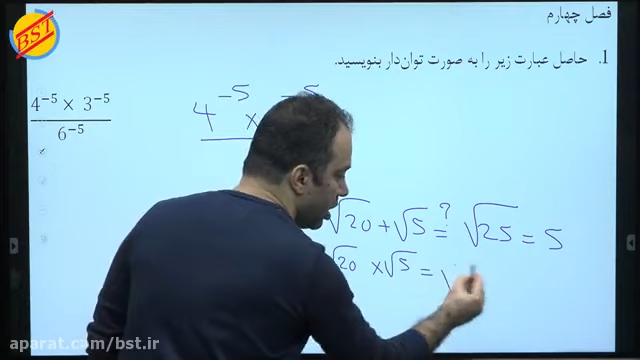 BST
فصل چهارم
1. حاصل عبارت زیر را به صورت توان‌دار بنویسید.
4⁻⁵ × 3⁻⁵
6⁻⁵
4⁻⁵ × ⁻⁵
√20 + √5 =? √25 = 5
√20 × √5 = √
aparat.com/bst.ir